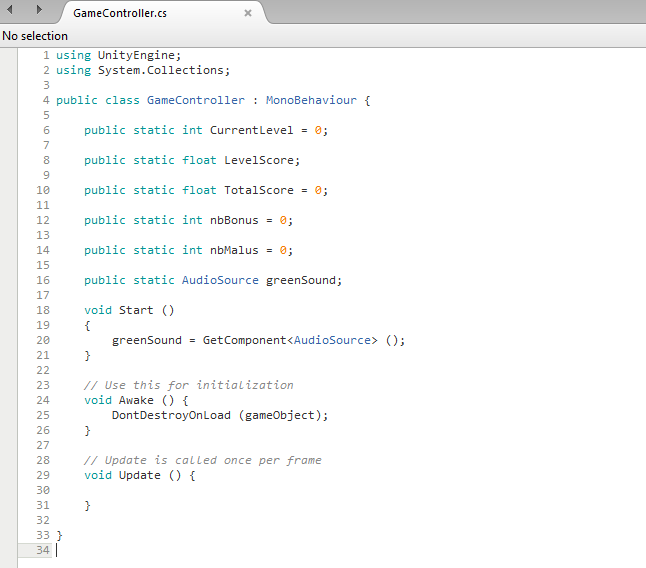 GameController.cs ×
No selection
1 using UnityEngine;
2 using System.Collections;
3
4 public class GameController : MonoBehaviour {
5
6     public static int CurrentLevel = 0;
7
8     public static float LevelScore;
9
10     public static float TotalScore = 0;
11
12     public static int nbBonus = 0;
13
14     public static int nbMalus = 0;
15
16     public static AudioSource greenSound;
17
18     void Start ()
19     {
20         greenSound = GetComponent<AudioSource> ();
21     }
22
23     // Use this for initialization
24     void Awake () {
25         DontDestroyOnLoad (gameObject);
26     }
27
28     // Update is called once per frame
29     void Update () {
30
31     }
32
33 }
34